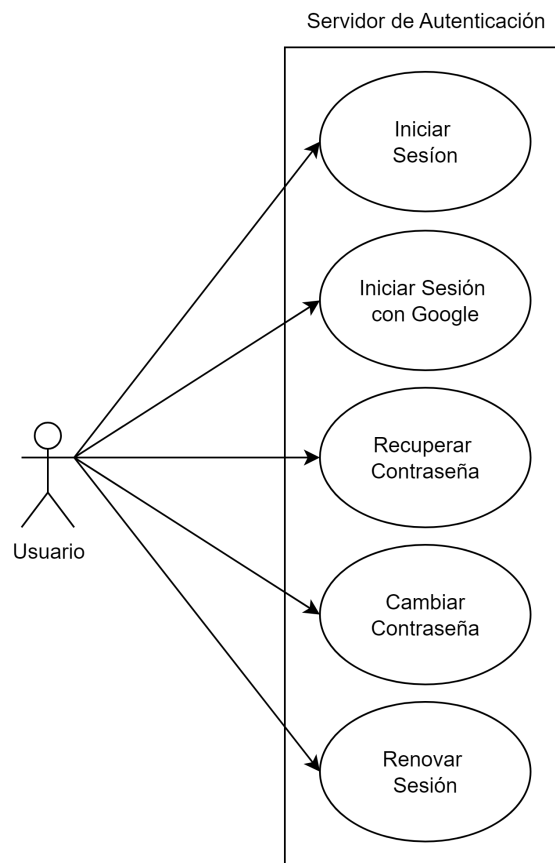 Servidor de Autenticación
Iniciar
Sesíon
Iniciar Sesión
con Google
Recuperar
Contraseña
Usuario
Cambiar
Contraseña
Renovar
Sesión